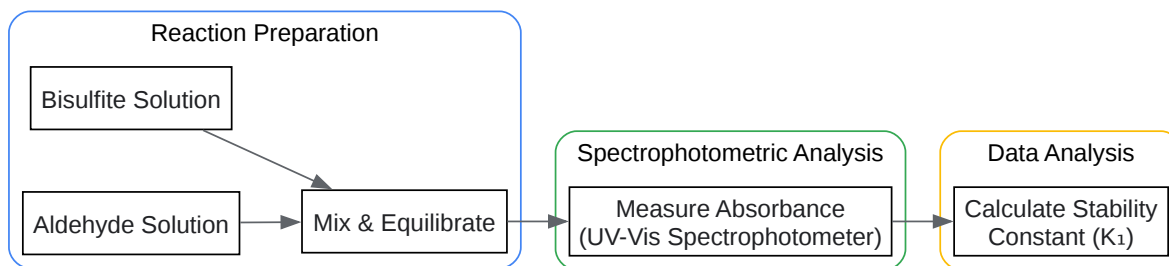 Reaction Preparation
Bisulfite Solution
Aldehyde Solution
Mix & Equilibrate
Spectrophotometric Analysis
Measure Absorbance
(UV-Vis Spectrophotometer)
Data Analysis
Calculate Stability
Constant (K₁)